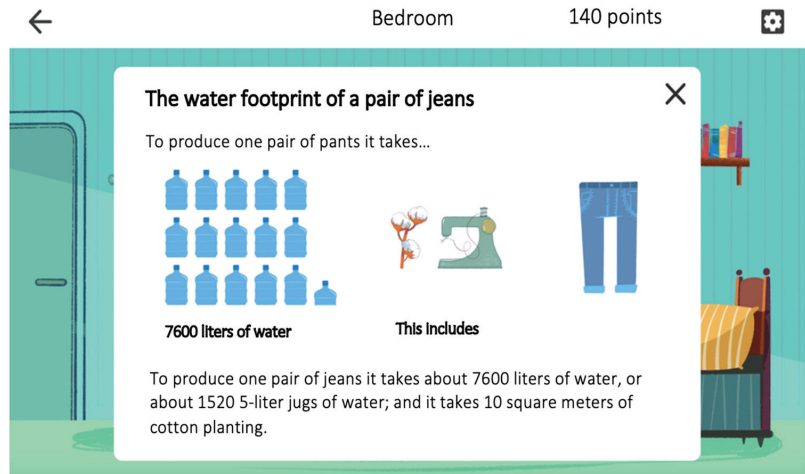 Bedroom
140 points
The water footprint of a pair of jeans
To produce one pair of pants it takes...
7600 liters of water
This includes
To produce one pair of jeans it takes about 7600 liters of water, or
about 1520 5-liter jugs of water; and it takes 10 square meters of
cotton planting.